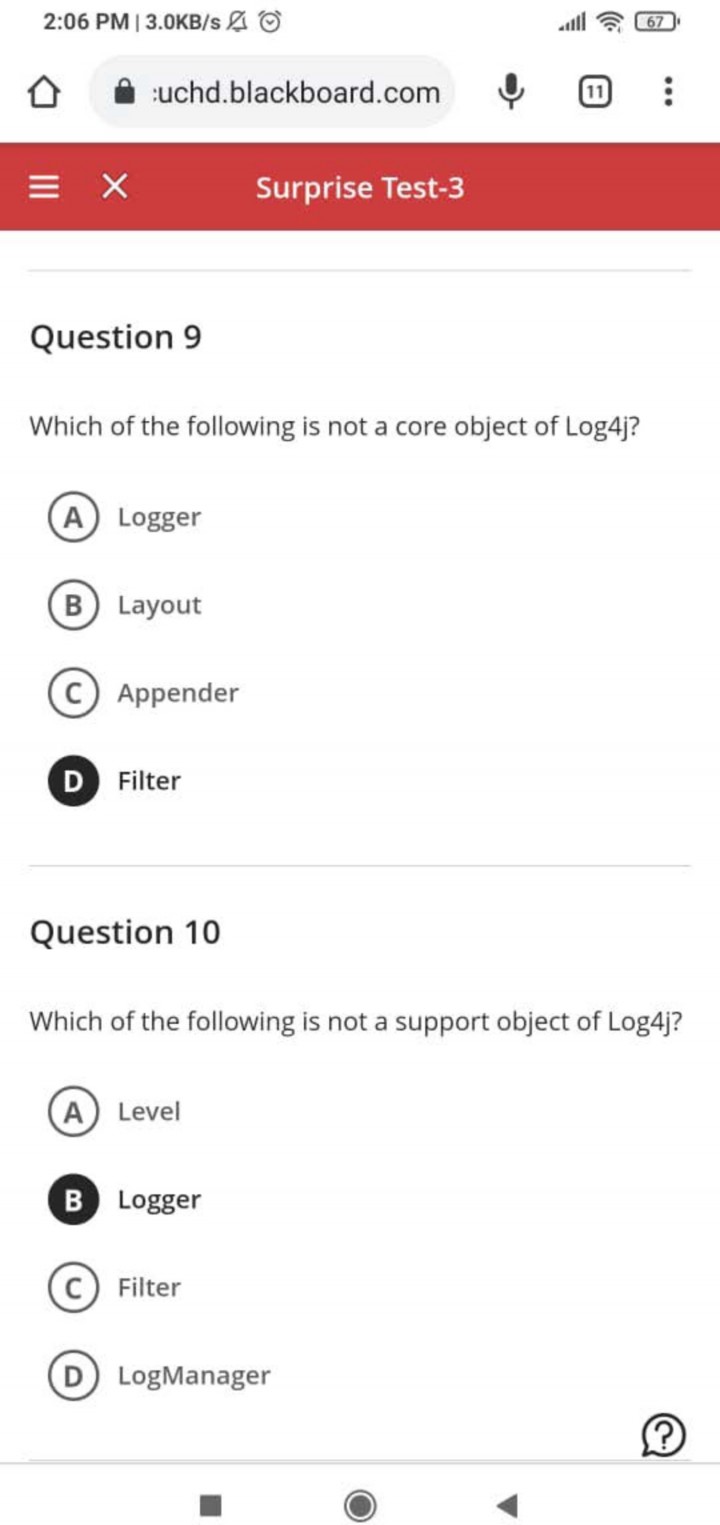 2:06 PM | 3.0KB/s
67
:uchd.blackboard.com
11
Surprise Test-3
Question 9
Which of the following is not a core object of Log4j?
A Logger
B Layout
C Appender
D Filter
Question 10
Which of the following is not a support object of Log4j?
A Level
B Logger
C Filter
D LogManager
?